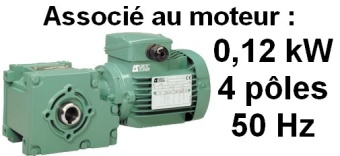 Associé au moteur :
0,12 kW
4 pôles
50 Hz